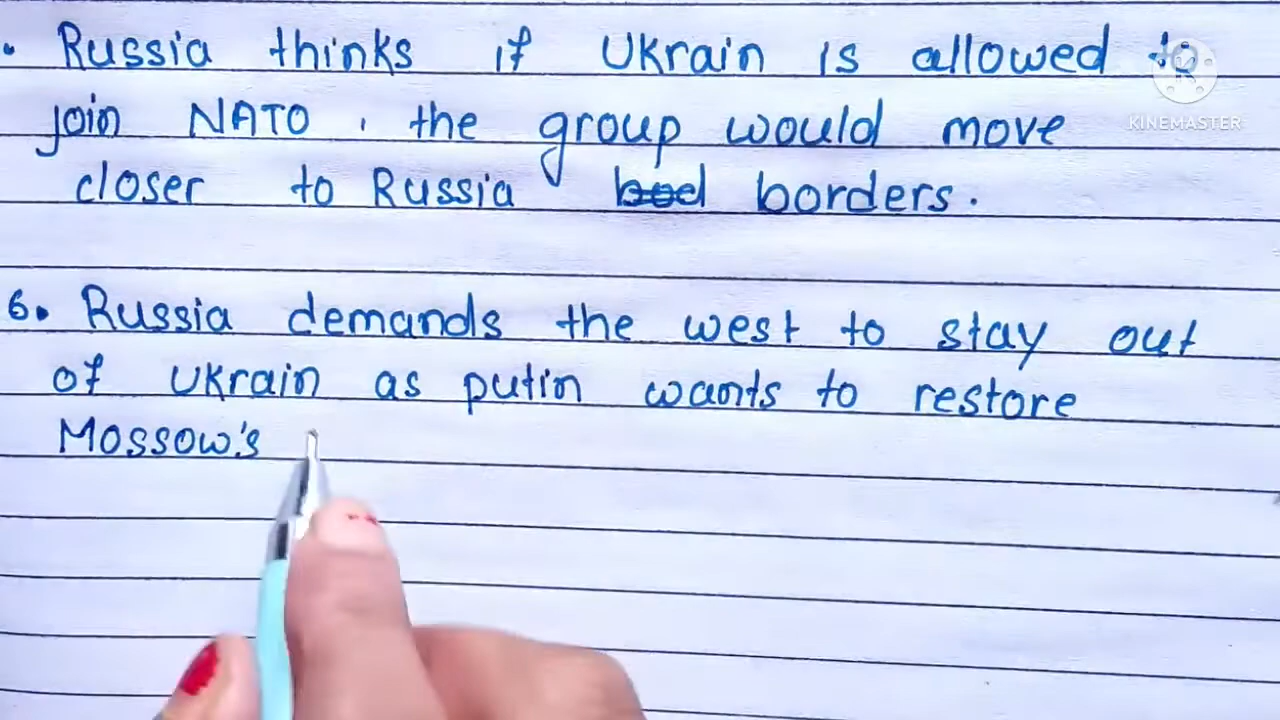 . Russia thinks if Ukrain is allowed to
join NATO , the group would move
closer to Russia bod borders.
6. Russia demands the west to stay out
of Ukrain as putin wants to restore
Mossow's
KINEMASTER